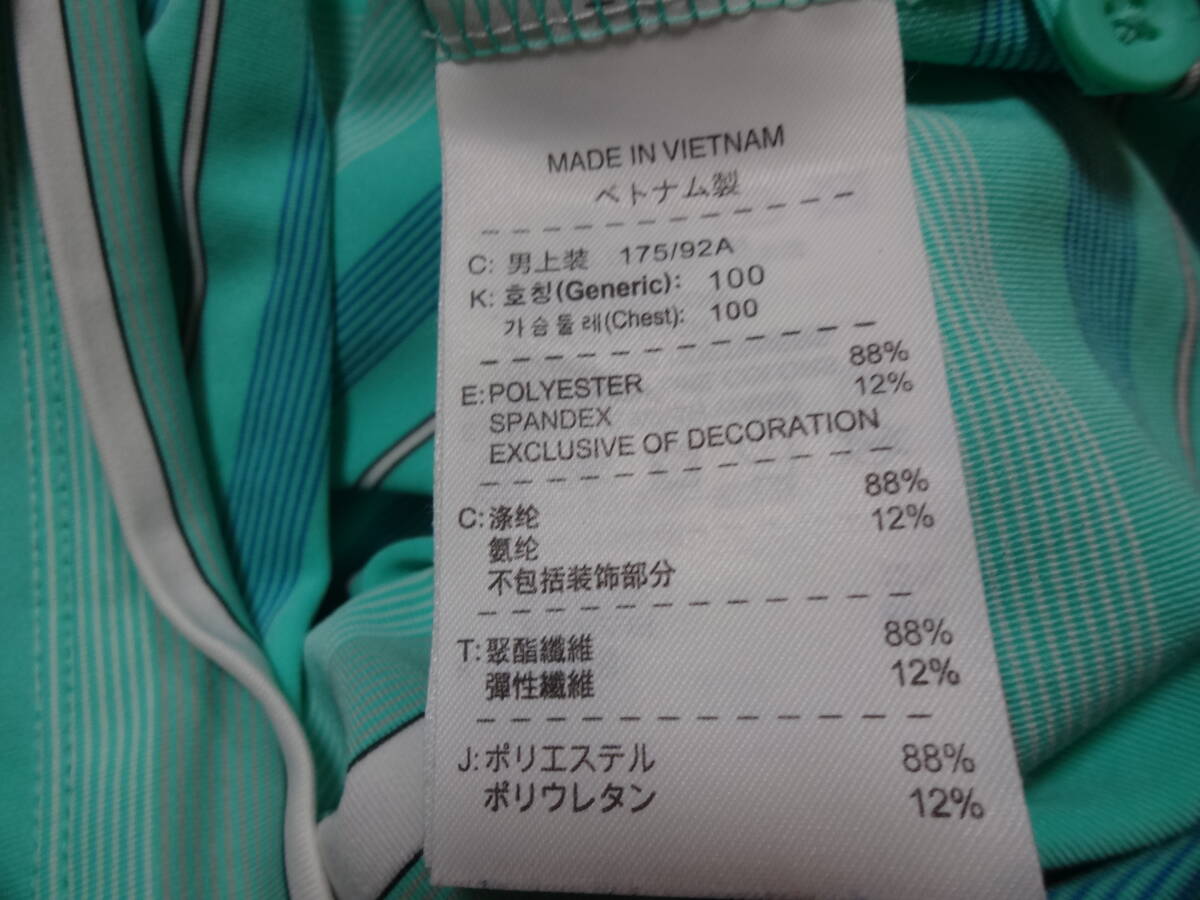 MADE IN VIETNAM
ベトナム製
C: 男上装 175/92A
K: 호칭(Generic): 100
가슴둘레(Chest): 100
E:POLYESTER 88%
SPANDEX 12%
EXCLUSIVE OF DECORATION
C:涤纶 88%
氨纶 12%
不包括装饰部分
T:聚酯纖維 88%
彈性纖維 12%
J:ポリエステル 88%
ポリウレタン 12%